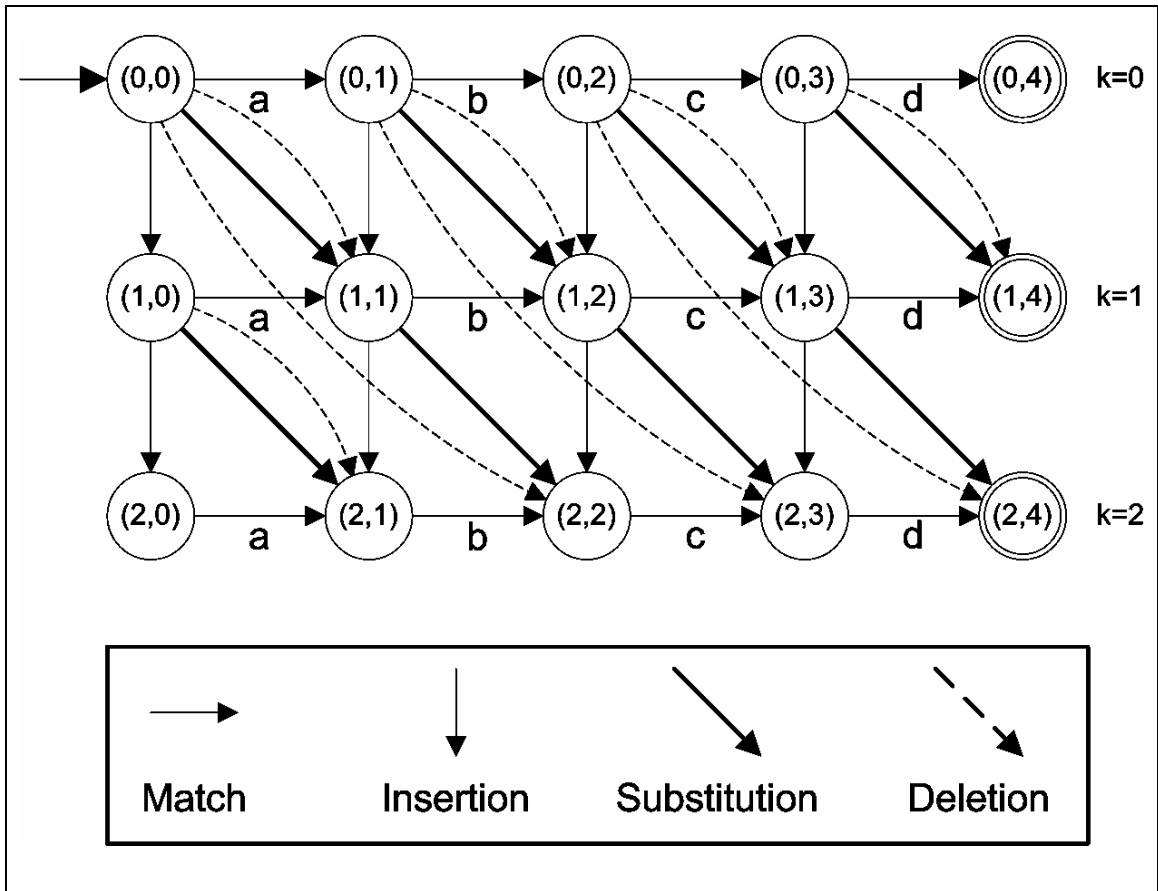 (0,0) (0,1) (0,2) (0,3) (0,4) k=0
a b c d
(1,0) (1,1) (1,2) (1,3) (1,4) k=1
a b c d
(2,0) (2,1) (2,2) (2,3) (2,4) k=2
a b c d
Match Insertion Substitution Deletion